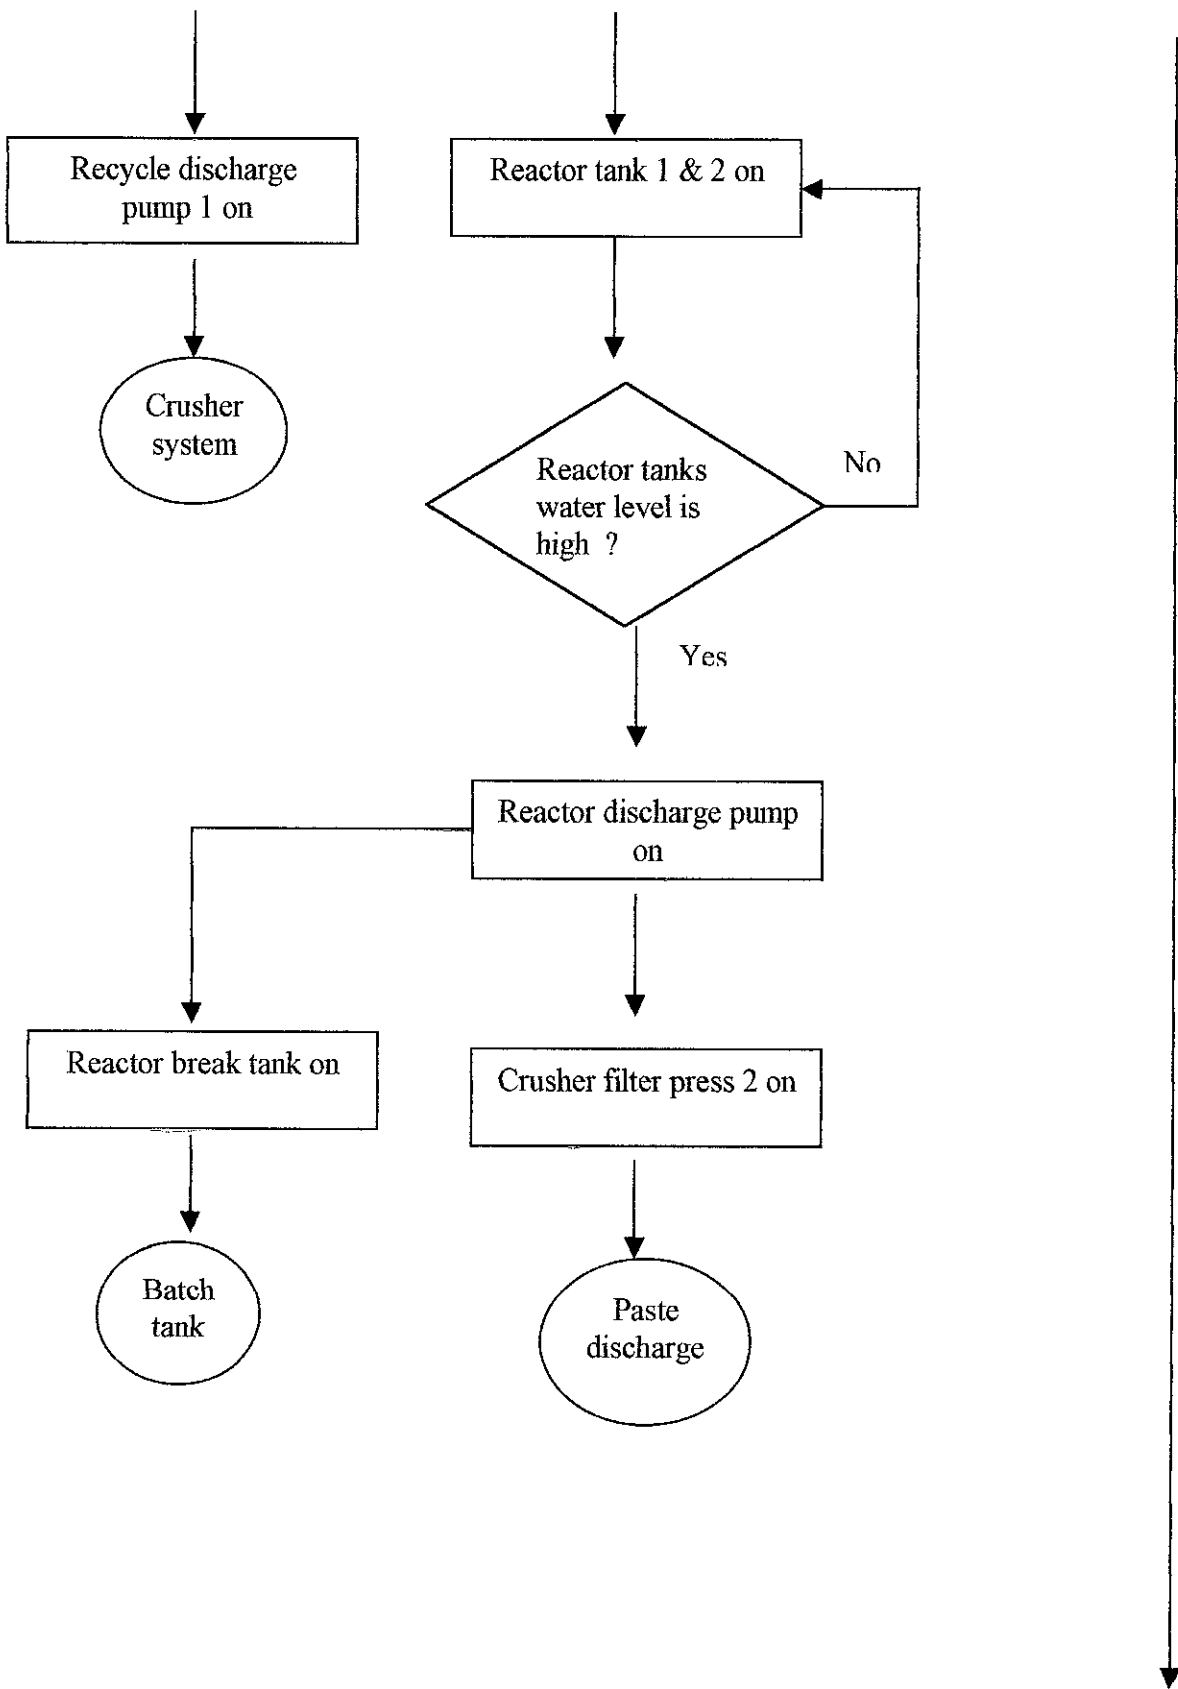 Recycle discharge
pump 1 on
Reactor tank 1 & 2 on
Crusher
system
Reactor tanks
water level is
high ?
No
Yes
Reactor discharge pump
on
Reactor break tank on
Crusher filter press 2 on
Batch
tank
Paste
discharge